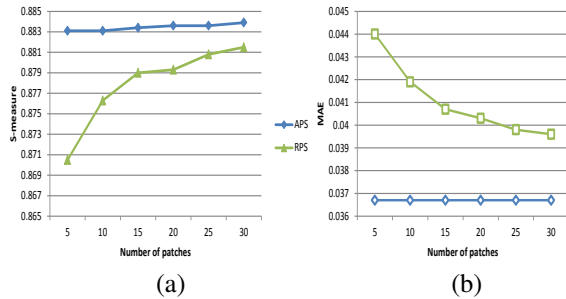 0.885
0.883
0.881
0.879
0.877
0.875
0.873
0.871
0.869
0.867
0.865
S-measure
5 10 15 20 25 30
Number of patches
(a)
APS
RPS
0.045
0.044
0.043
0.042
0.041
0.04
0.039
0.038
0.037
0.036
MAE
5 10 15 20 25 30
Number of patches
(b)